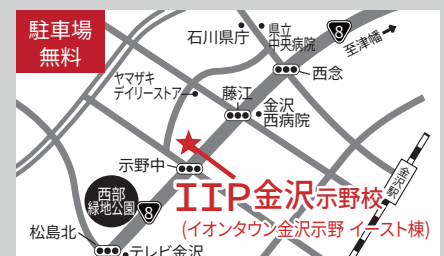 駐車場
無料
石川県庁
県立
中央病院
8
至津幡
西念
ヤマザキ
デイリーストアー
藤江
金沢
西病院
示野中
金沢駅
IIP金沢示野校
(イオンタウン金沢示野 イースト棟)
西部
緑地公園
8
松島北
テレビ金沢